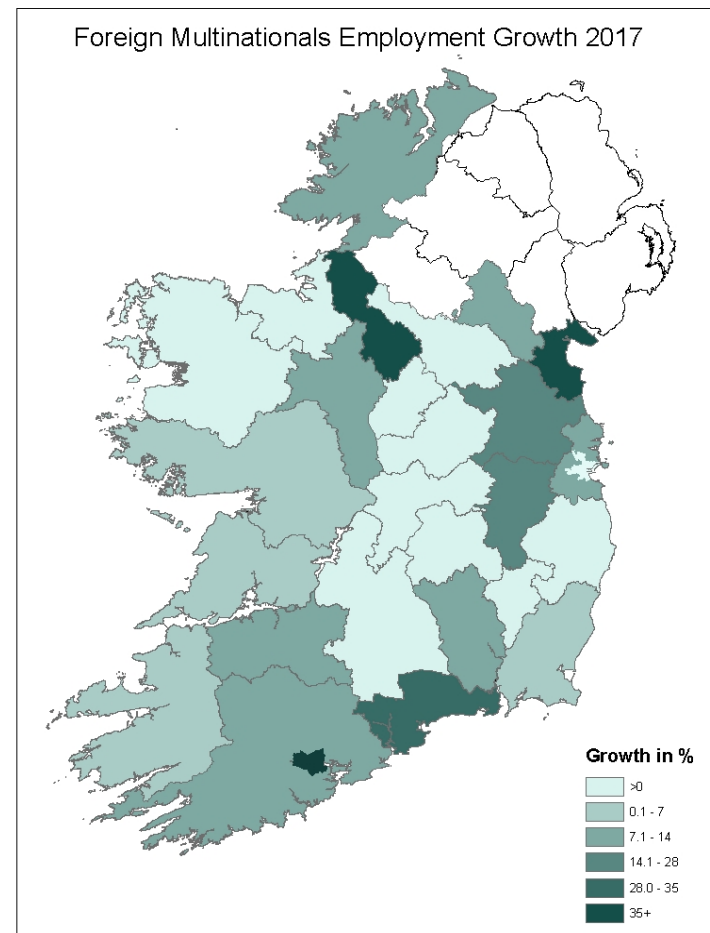 Foreign Multinationals Employment Growth 2017
Growth in %
>0
0.1 - 7
7.1 - 14
14.1 - 28
28.0 - 35
35+